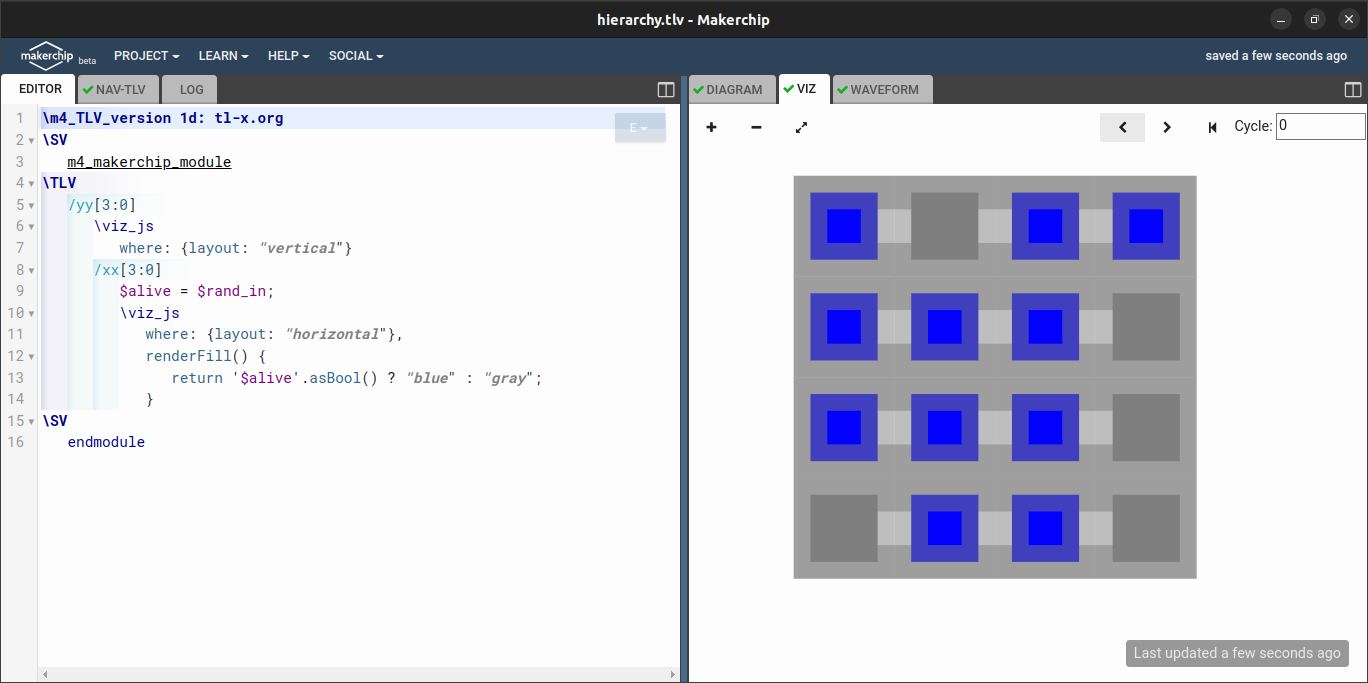 hierarchy.tlv - Makerchip
makerchip beta PROJECT LEARN HELP SOCIAL saved a few seconds ago
EDITOR NAV-TLV LOG
DIAGRAM VIZ WAVEFORM
Cycle: 0
E
1 \m4_TLV_version 1d: tl-x.org
2 \SV
3    m4_makerchip_module
4 \TLV
5    /yy[3:0]
6       \viz_js
7          where: {layout: "vertical"}
8       /xx[3:0]
9          $alive = $rand_in;
10          \viz_js
11             where: {layout: "horizontal"},
12             renderFill() {
13                return '$alive'.asBool() ? "blue" : "gray";
14             }
15 \SV
16    endmodule
Last updated a few seconds ago